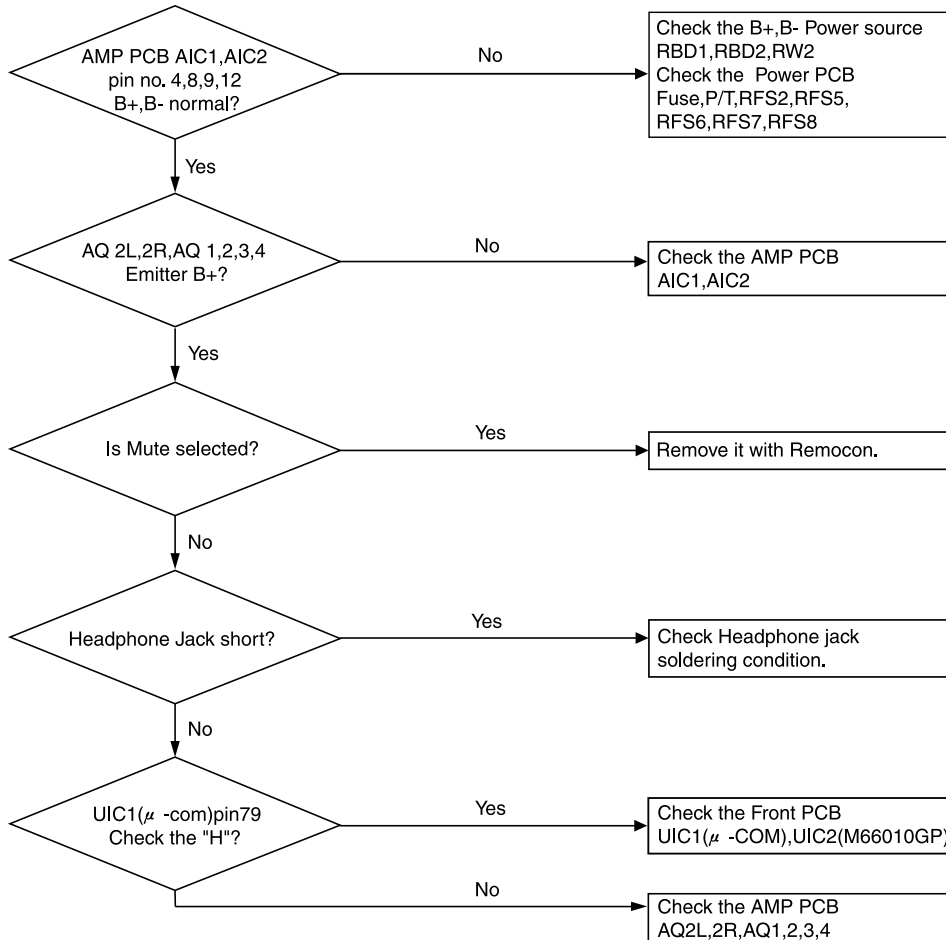 AMP PCB AIC1,AIC2
pin no. 4,8,9,12
B+,B- normal?
No
Check the B+,B- Power source
RBD1,RBD2,RW2
Check the Power PCB
Fuse,P/T,RFS2,RFS5,
RFS6,RFS7,RFS8
Yes
AQ 2L,2R,AQ 1,2,3,4
Emitter B+?
No
Check the AMP PCB
AIC1,AIC2
Yes
Is Mute selected?
Yes
Remove it with Remocon.
No
Headphone Jack short?
Yes
Check Headphone jack
soldering condition.
No
UIC1(μ -com)pin79
Check the "H"?
Yes
Check the Front PCB
UIC1(μ -COM),UIC2(M66010GP)
No
Check the AMP PCB
AQ2L,2R,AQ1,2,3,4